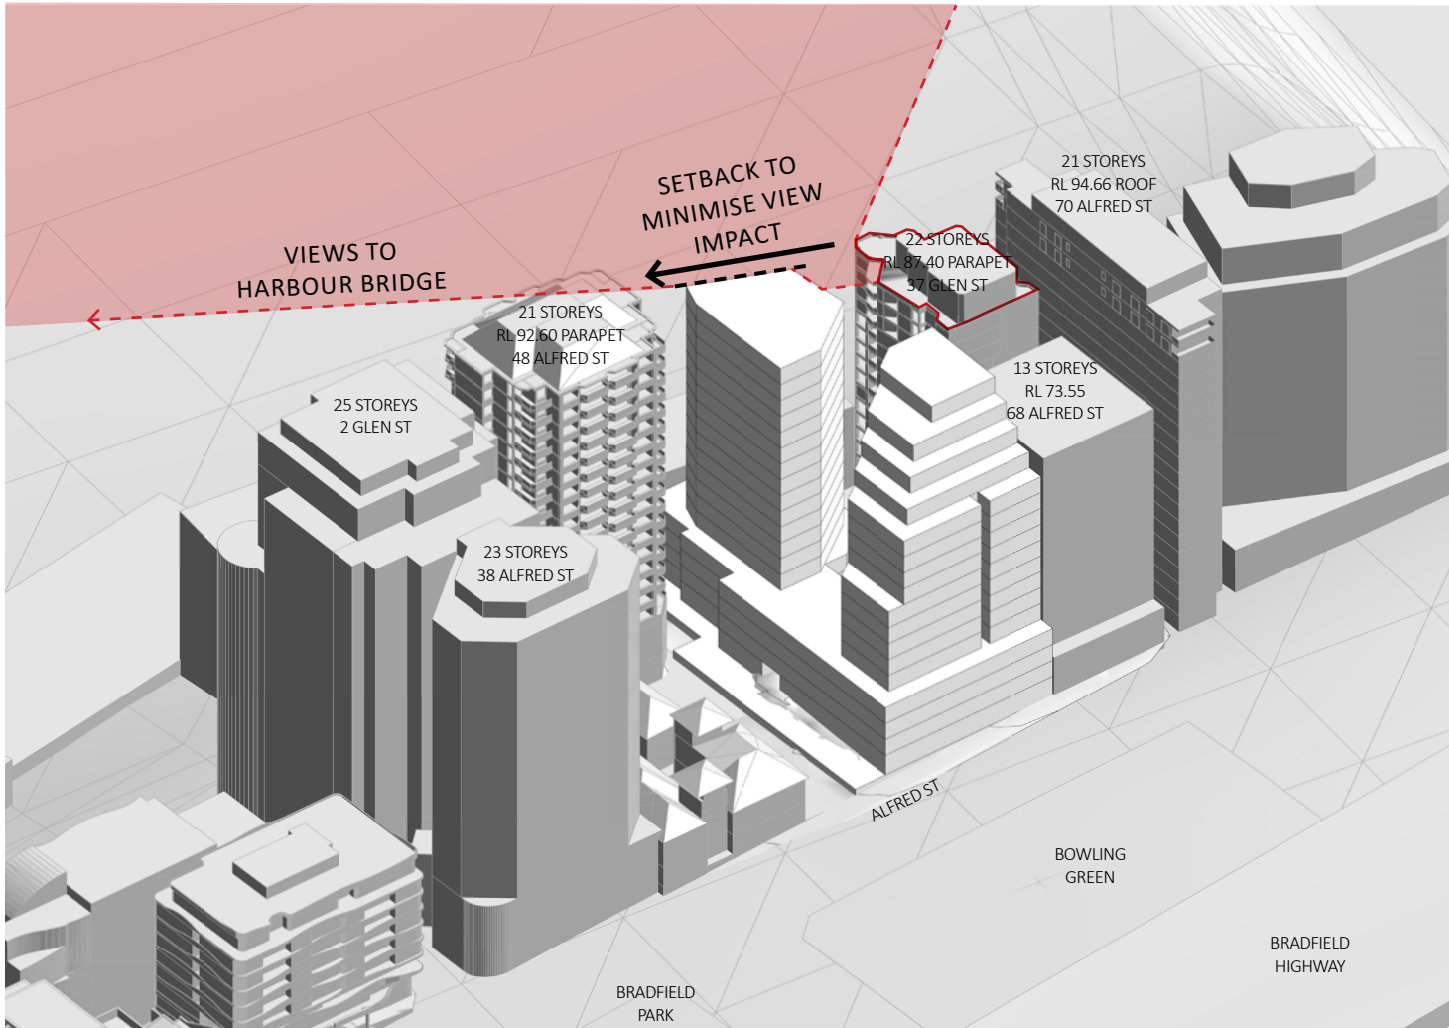 21 STOREYS
RL 94.66 ROOF
70 ALFRED ST
SETBACK TO
MINIMISE VIEW
IMPACT
VIEWS TO
HARBOUR BRIDGE
22 STOREYS
RL 87.40 PARAPET
37 GLEN ST
21 STOREYS
RL 92.60 PARAPET
48 ALFRED ST
13 STOREYS
RL 73.55
68 ALFRED ST
25 STOREYS
2 GLEN ST
23 STOREYS
38 ALFRED ST
ALFRED ST
BOWLING
GREEN
BRADFIELD
HIGHWAY
BRADFIELD
PARK